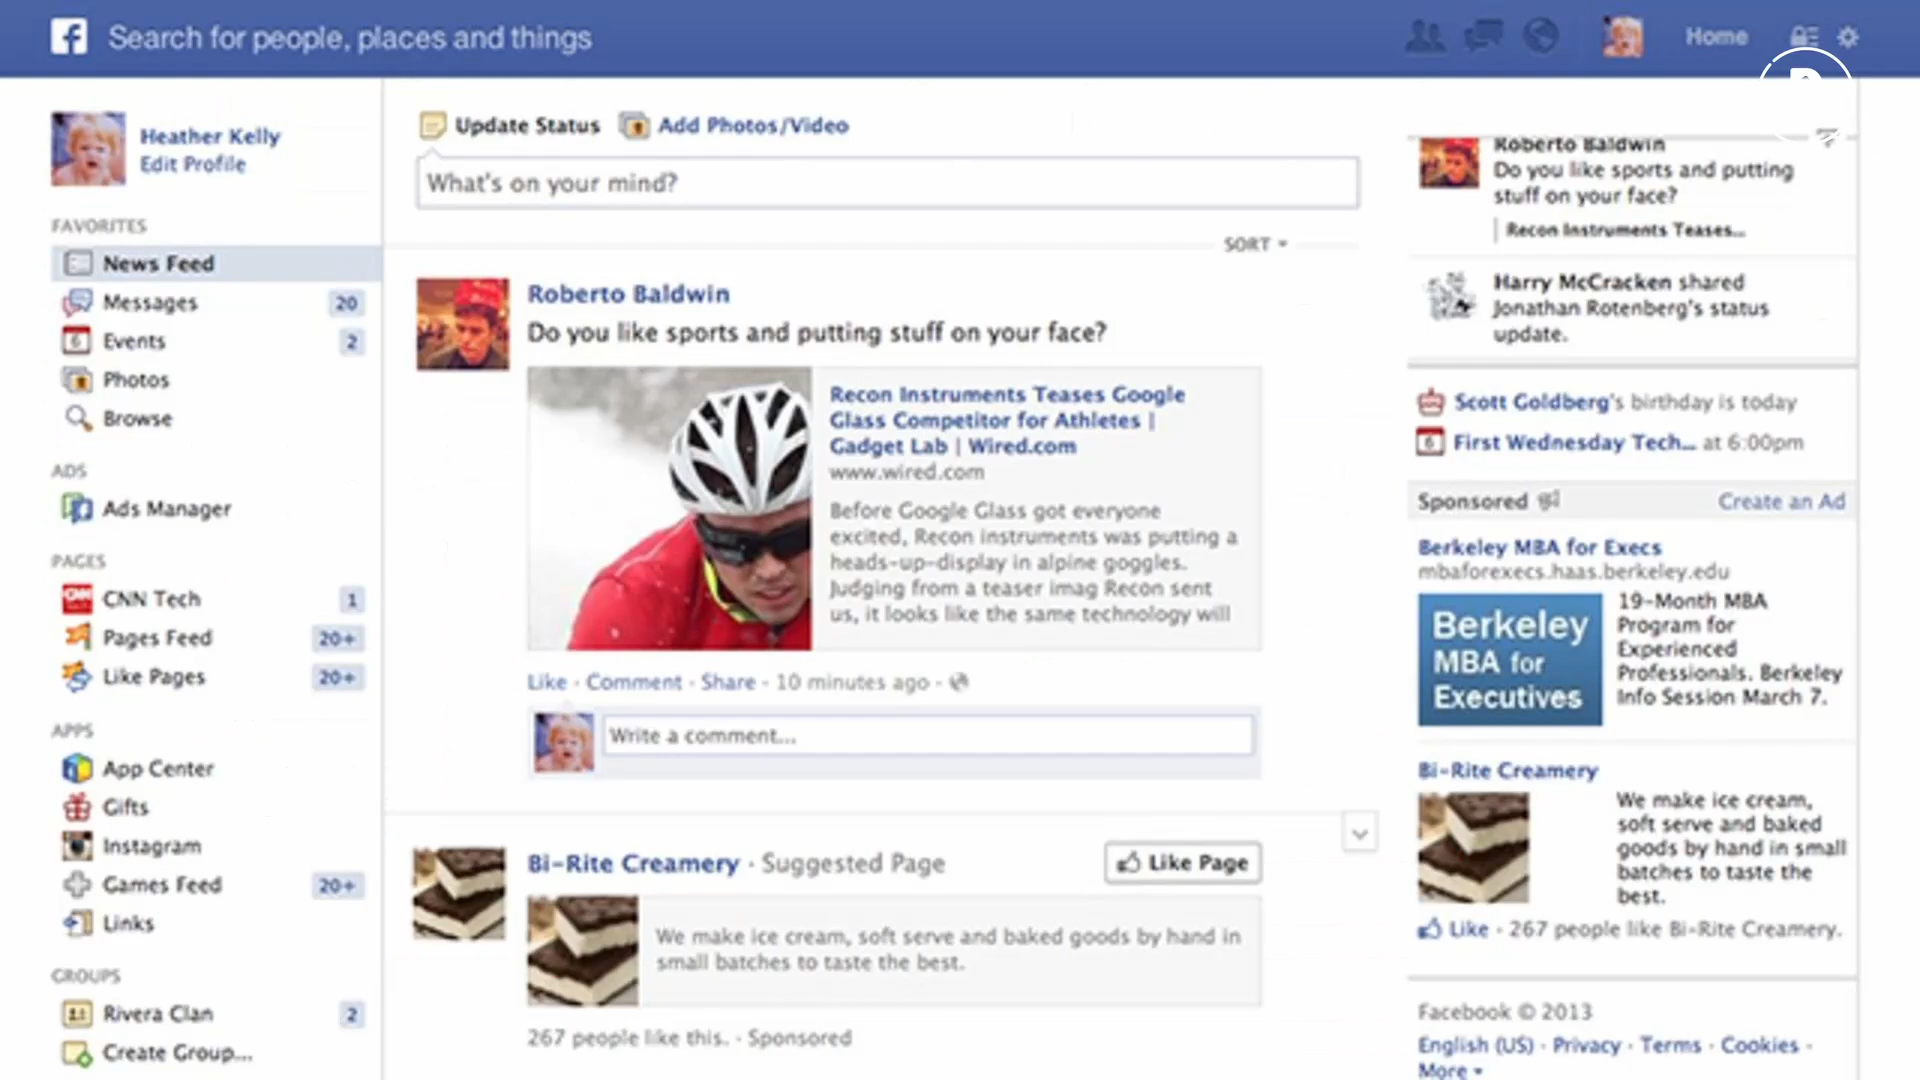 Search for people, places and things
Home
Heather Kelly
Edit Profile
FAVORITES
News Feed
Messages 20
Events 2
Photos
Browse
ADS
Ads Manager
PAGES
CNN Tech 1
Pages Feed 20+
Like Pages 20+
APPS
App Center
Gifts
Instagram
Games Feed 20+
Links
GROUPS
Rivera Clan 2
Create Group...
Update Status Add Photos/Video
What's on your mind?
SORT
Roberto Baldwin
Do you like sports and putting stuff on your face?
Recon Instruments Teases Google
Glass Competitor for Athletes |
Gadget Lab | Wired.com
www.wired.com
Before Google Glass got everyone
excited, Recon instruments was putting a
heads-up-display in alpine goggles.
Judging from a teaser imag Recon sent
us, it looks like the same technology will
Like · Comment · Share · 10 minutes ago ·
Write a comment...
Bi-Rite Creamery · Suggested Page
Like Page
We make ice cream, soft serve and baked goods by hand in
small batches to taste the best.
267 people like this. · Sponsored
Roberto Baldwin
Do you like sports and putting
stuff on your face?
Recon Instruments Teases...
Harry McCracken shared
Jonathan Rotenberg's status
update.
Scott Goldberg's birthday is today
First Wednesday Tech... at 6:00pm
Sponsored Create an Ad
Berkeley MBA for Execs
mbaforexecs.haas.berkeley.edu
Berkeley
MBA for
Executives
19-Month MBA
Program for
Experienced
Professionals. Berkeley
Info Session March 7.
Bi-Rite Creamery
We make ice cream,
soft serve and baked
goods by hand in small
batches to taste the
best.
Like · 267 people like Bi-Rite Creamery.
Facebook © 2013
English (US) · Privacy · Terms · Cookies ·
More